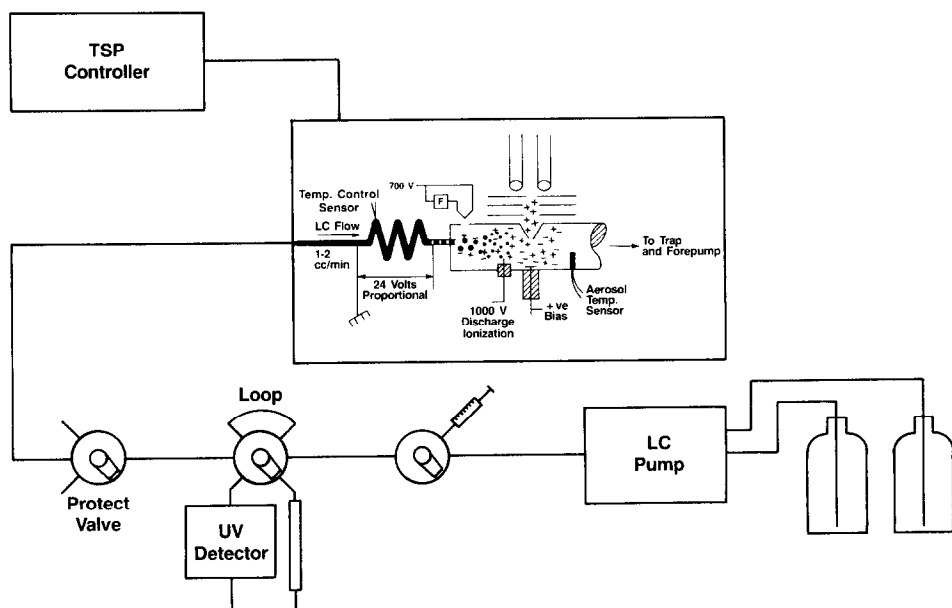 TSP
Controller
700 V
F
Temp. Control
Sensor
LC Flow
1-2
cc/min
24 Volts
Proportional
1000 V
Discharge
Ionization
+ve
Bias
Aerosol
Temp.
Sensor
To Trap
and Forepump
Loop
Protect
Valve
UV
Detector
LC
Pump